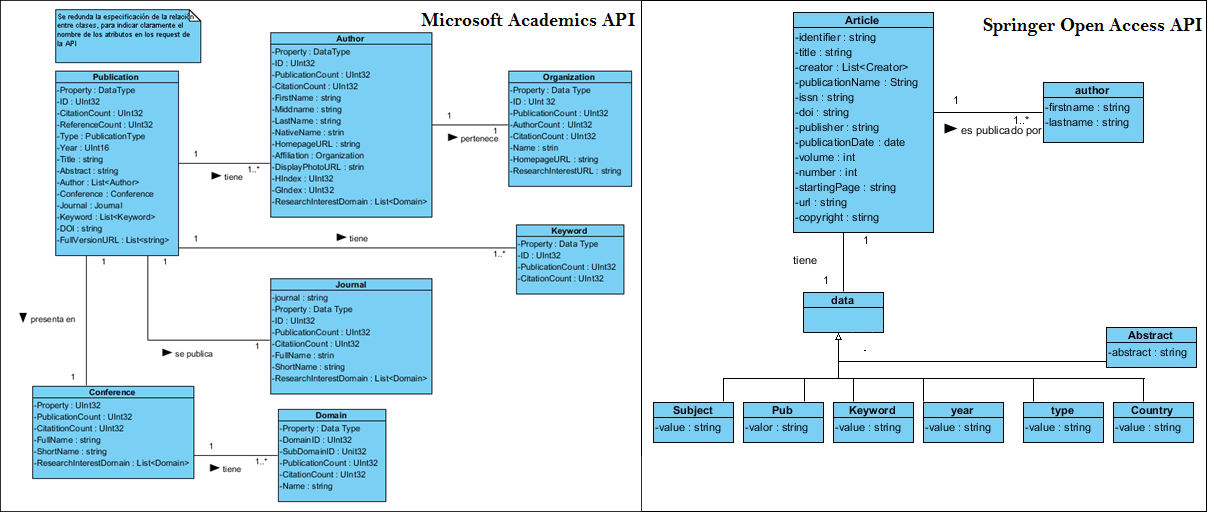 Se redunda la especificación de la relación
entre clases, para indicar claramente el
nombre de los atributos en los request de
la API
Microsoft Academics API
Publication
-Property : DataType
-ID : UInt32
-CitationCount : UInt32
-ReferenceCount : UInt32
-Type : PublicationType
-Year : UInt16
-Title : string
-Abstract : string
-Author : List<Author>
-Conference : Conference
-Journal : Journal
-Keyword : List<Keyword>
-DOI : string
-FullVersionURL : List<string>
Author
-Property : DataType
-ID : UInt32
-PublicationCount : UInt32
-CitationCount : UInt32
-FirstName : string
-Middname : string
-LastName : string
-NativeName : strin
-HomepageURL : string
-Affiliation : Organization
-DisplayPhotoURL : strin
-HIndex : UInt32
-GIndex : UInt32
-ResearchInterestDomain : List<Domain>
Organization
-Property : Data Type
-ID : UInt 32
-PublicationCount : UInt32
-AuthorCount : UInt32
-CitationCount : UInt32
-Name : strin
-HomepageURL : string
-ResearchInterestURL : string
1
pertenece
1
1
tiene
1..*
1
tiene
1..*
Keyword
-Property : Data Type
-ID : UInt32
-PublicationCount : UInt32
-CitationCount : UInt32
1
1
Journal
-journal : string
-Property : Data Type
-ID : UInt32
-PublicationCount : UInt32
-CitatiionCount : UInt32
-FullName : strin
-ShortName : string
-ResearchInterestDomain : List<Domain>
presenta en
se publica
1
1
Conference
-Property : UInt32
-PublicationCount : UInt32
-CitatitionCount : UInt32
-FullName : string
-ShortName : string
-ResearchInterestDomain : List<Domain>
1
tiene
1..*
Domain
-Property : Data Type
-DomainID : UInt32
-SubDomainID : Unit32
-PublicationCount : UInt32
-CitationCount : UInt32
-Name : string
Springer Open Access API
Article
-identifier : string
-title : string
-creator : List<Creator>
-publicationName : String
-issn : string
-doi : string
-publisher : string
-publicationDate : date
-volume : int
-number : int
-startingPage : string
-url : string
-copyright : stirng
1
es publicado por
1..*
author
-firstname : string
-lastname : string
1
tiene
1
data
Abstract
-abstract : string
Subject
-value : string
Pub
-valor : string
Keyword
-value : string
year
-value : string
type
-value : string
Country
-value : string